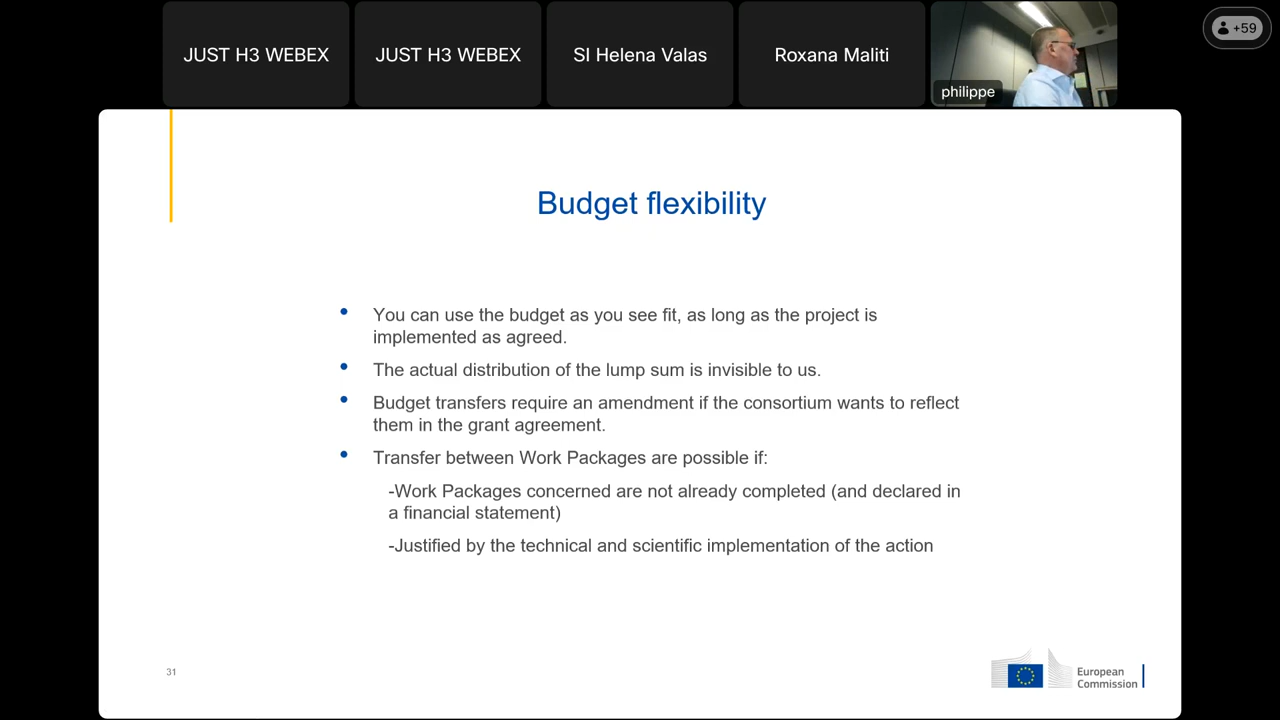 JUST H3 WEBEX
JUST H3 WEBEX
SI Helena Valas
Roxana Maliti
philippe
+59
Budget flexibility
• You can use the budget as you see fit, as long as the project is
implemented as agreed.
• The actual distribution of the lump sum is invisible to us.
• Budget transfers require an amendment if the consortium wants to reflect
them in the grant agreement.
• Transfer between Work Packages are possible if:
-Work Packages concerned are not already completed (and declared in
a financial statement)
-Justified by the technical and scientific implementation of the action
31
European
Commission